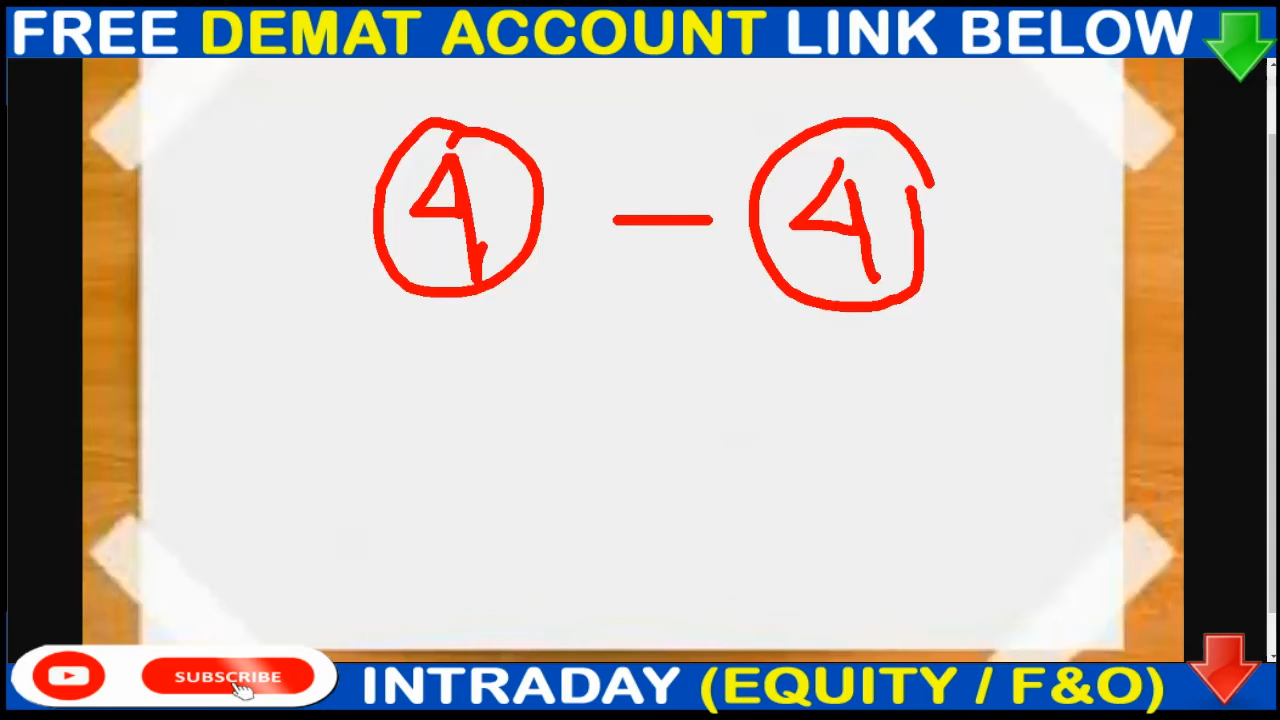 FREE DEMAT ACCOUNT LINK BELOW
4 - 4
SUBSCRIBE
INTRADAY (EQUITY / F&O)